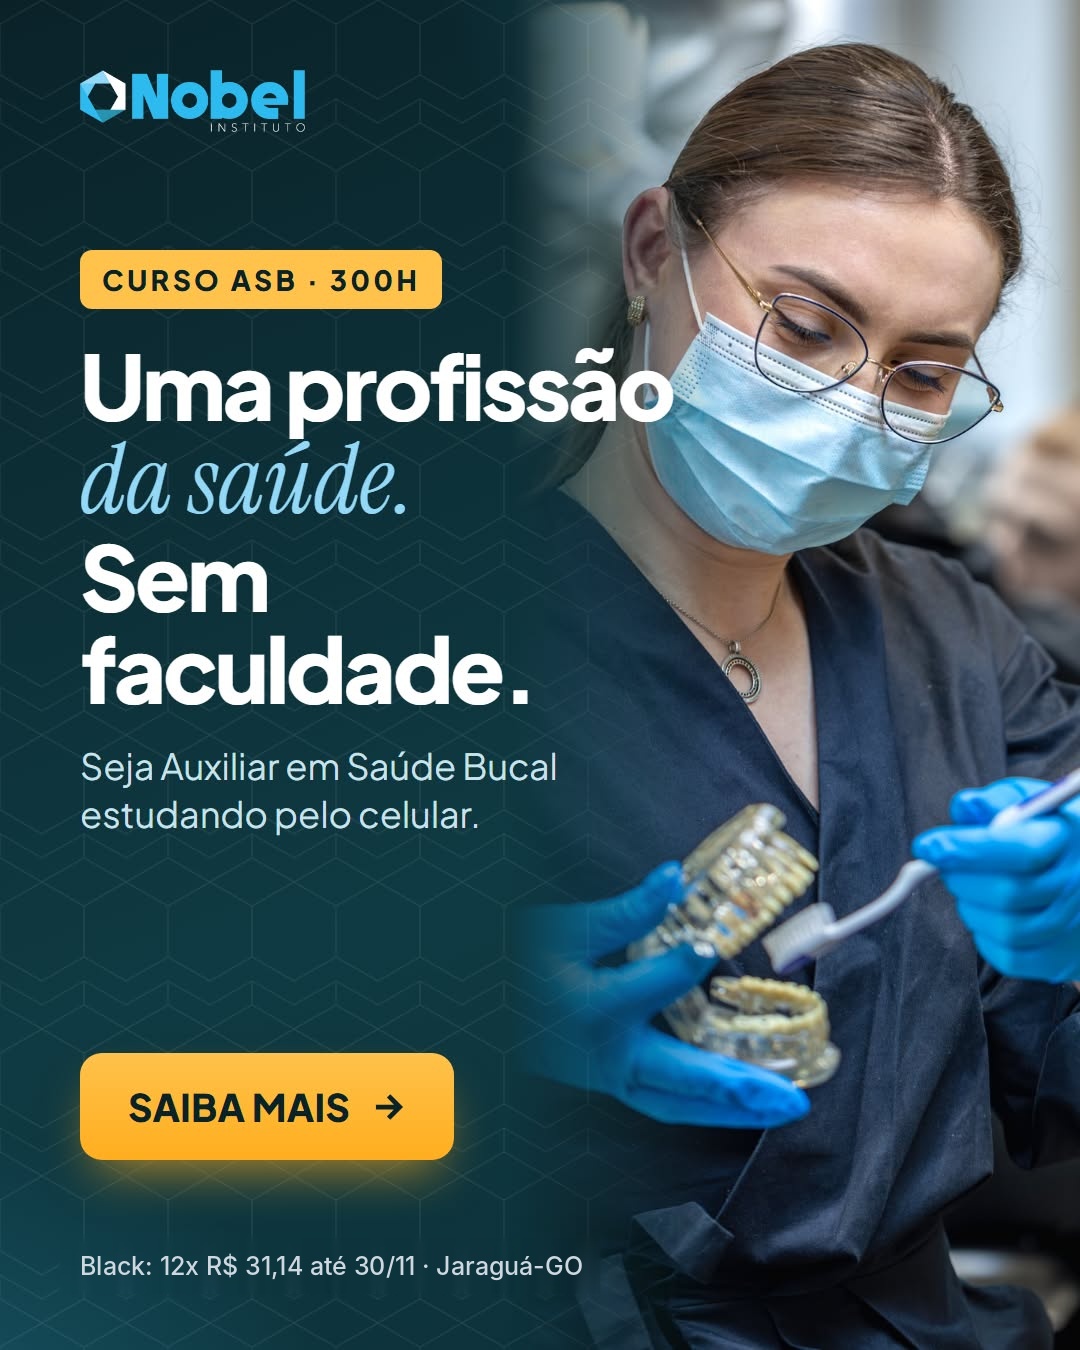 Nobel
INSTITUTO
CURSO ASB · 300H
Uma profissão
da saúde.
Sem
faculdade.
Seja Auxiliar em Saúde Bucal
estudando pelo celular.
SAIBA MAIS →
Black: 12x R$ 31,14 até 30/11 · Jaraguá-GO